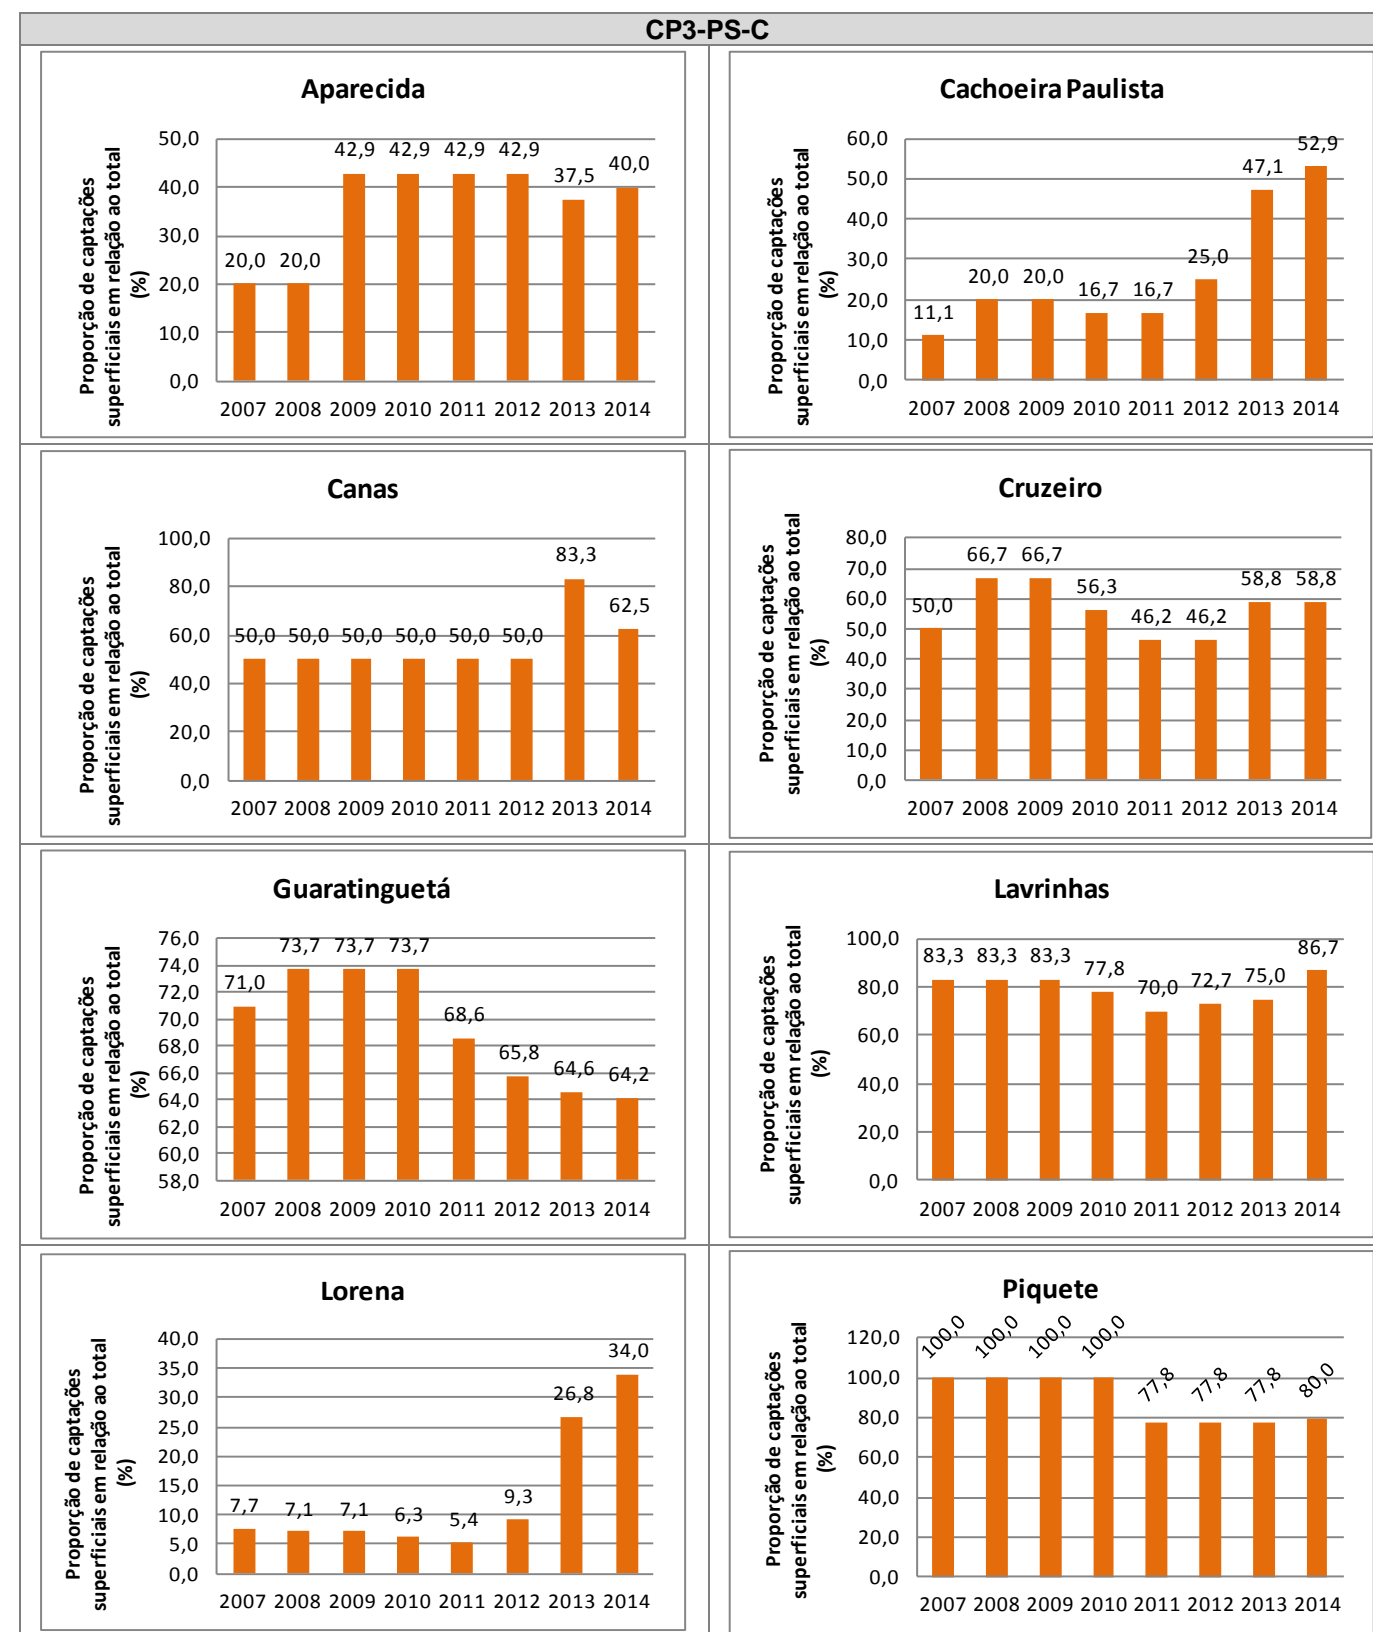 CP3-PS-C
Aparecida
Proporção de captações
superficiais em relação ao total
(%)
50,0
40,0
30,0
20,0
10,0
0,0
20,0 20,0 42,9 42,9 42,9 42,9 37,5 40,0
2007 2008 2009 2010 2011 2012 2013 2014
Cachoeira Paulista
Proporção de captações
superficiais em relação ao total
(%)
60,0
50,0
40,0
30,0
20,0
10,0
0,0
11,1 20,0 20,0 16,7 16,7 25,0 47,1 52,9
2007 2008 2009 2010 2011 2012 2013 2014
Canas
Proporção de captações
superficiais em relação ao total
(%)
100,0
80,0
60,0
40,0
20,0
0,0
50,0 50,0 50,0 50,0 50,0 50,0 83,3 62,5
2007 2008 2009 2010 2011 2012 2013 2014
Cruzeiro
Proporção de captações
superficiais em relação ao total
(%)
80,0
70,0
60,0
50,0
40,0
30,0
20,0
10,0
0,0
50,0 66,7 66,7 56,3 46,2 46,2 58,8 58,8
2007 2008 2009 2010 2011 2012 2013 2014
Guaratinguetá
Proporção de captações
superficiais em relação ao total
(%)
76,0
74,0
72,0
70,0
68,0
66,0
64,0
62,0
60,0
58,0
71,0 73,7 73,7 73,7 68,6 65,8 64,6 64,2
2007 2008 2009 2010 2011 2012 2013 2014
Lavrinhas
Proporção de captações
superficiais em relação ao total
(%)
100,0
80,0
60,0
40,0
20,0
0,0
83,3 83,3 83,3 77,8 70,0 72,7 75,0 86,7
2007 2008 2009 2010 2011 2012 2013 2014
Lorena
Proporção de captações
superficiais em relação ao total
(%)
40,0
35,0
30,0
25,0
20,0
15,0
10,0
5,0
0,0
7,7 7,1 7,1 6,3 5,4 9,3 26,8 34,0
2007 2008 2009 2010 2011 2012 2013 2014
Piquete
Proporção de captações
superficiais em relação ao total
(%)
120,0
100,0
80,0
60,0
40,0
20,0
0,0
100,0 100,0 100,0 100,0 77,8 77,8 77,8 80,0
2007 2008 2009 2010 2011 2012 2013 2014